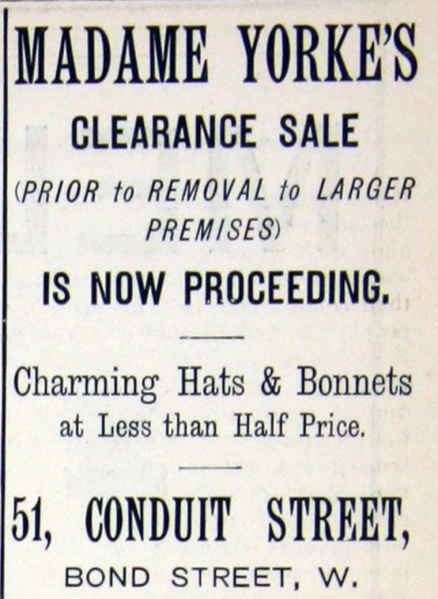 MADAME YORKE'S
CLEARANCE SALE
(PRIOR to REMOVAL to LARGER
PREMISES)
IS NOW PROCEEDING.
Charming Hats & Bonnets
at Less than Half Price.
51, CONDUIT STREET,
BOND STREET, W.